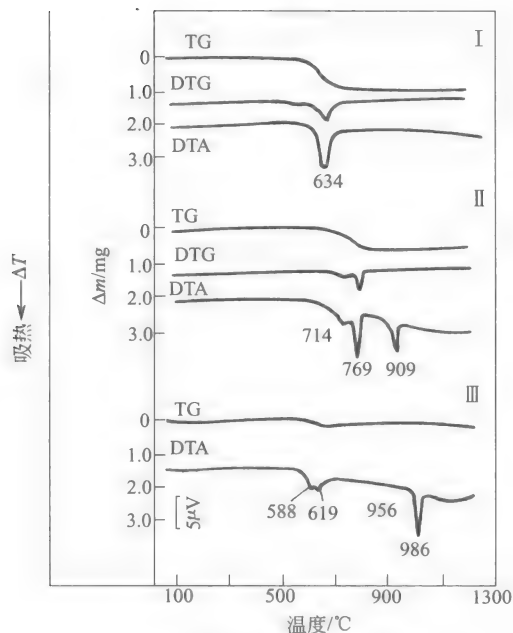 I
0
TG
DTG
1.0
2.0
DTA
3.0
634
II
TG
0
DTG
1.0
DTA
2.0
3.0
714
769
909
III
TG
0
DTA
1.0
2.0
3.0
5μV
588
619
956
986
吸热 ← ΔT
Δm/mg
100
500
900
1300
温度/℃